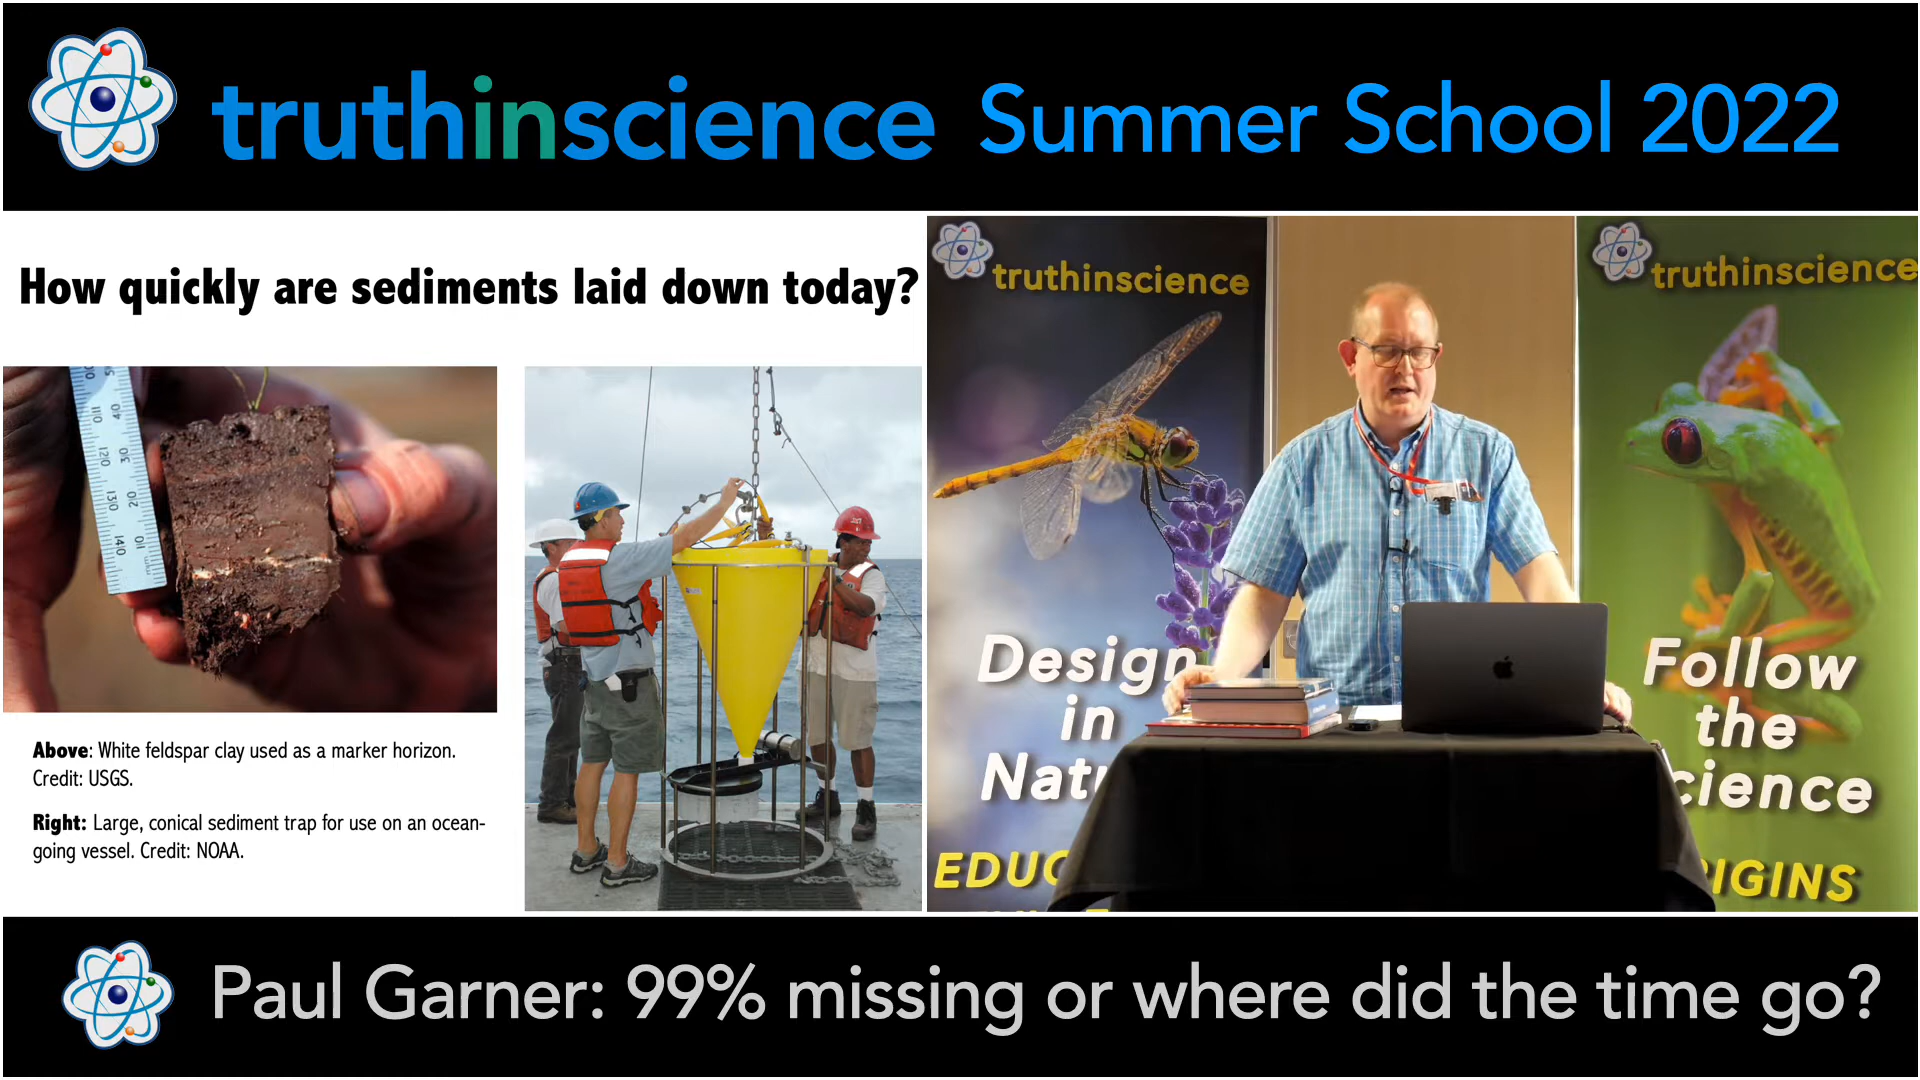 truthinscience Summer School 2022
How quickly are sediments laid down today?
Above: White feldspar clay used as a marker horizon.
Credit: USGS.
Right: Large, conical sediment trap for use on an ocean-
going vessel. Credit: NOAA.
truthinscience
Design
in
Natu
EDUC
truthinscience
Follow
the
cience
IGINS
Paul Garner: 99% missing or where did the time go?